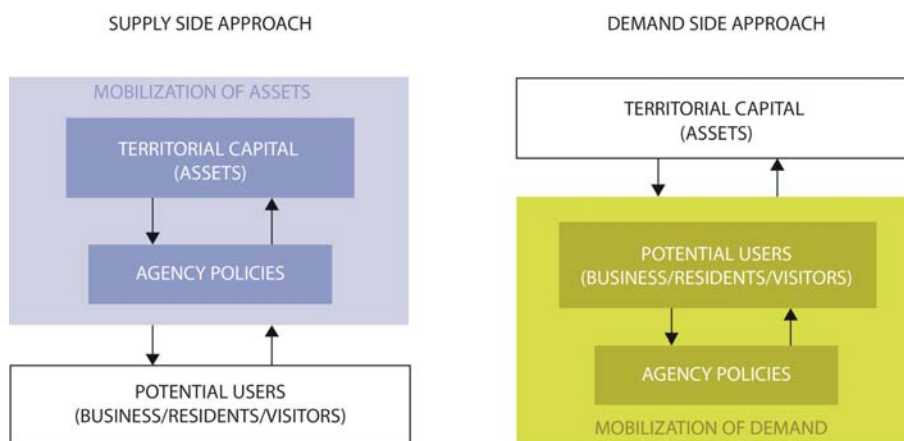 SUPPLY SIDE APPROACH
MOBILIZATION OF ASSETS
TERRITORIAL CAPITAL
(ASSETS)
AGENCY POLICIES
POTENTIAL USERS
(BUSINESS/RESIDENTS/VISITORS)
DEMAND SIDE APPROACH
TERRITORIAL CAPITAL
(ASSETS)
POTENTIAL USERS
(BUSINESS/RESIDENTS/VISITORS)
AGENCY POLICIES
MOBILIZATION OF DEMAND